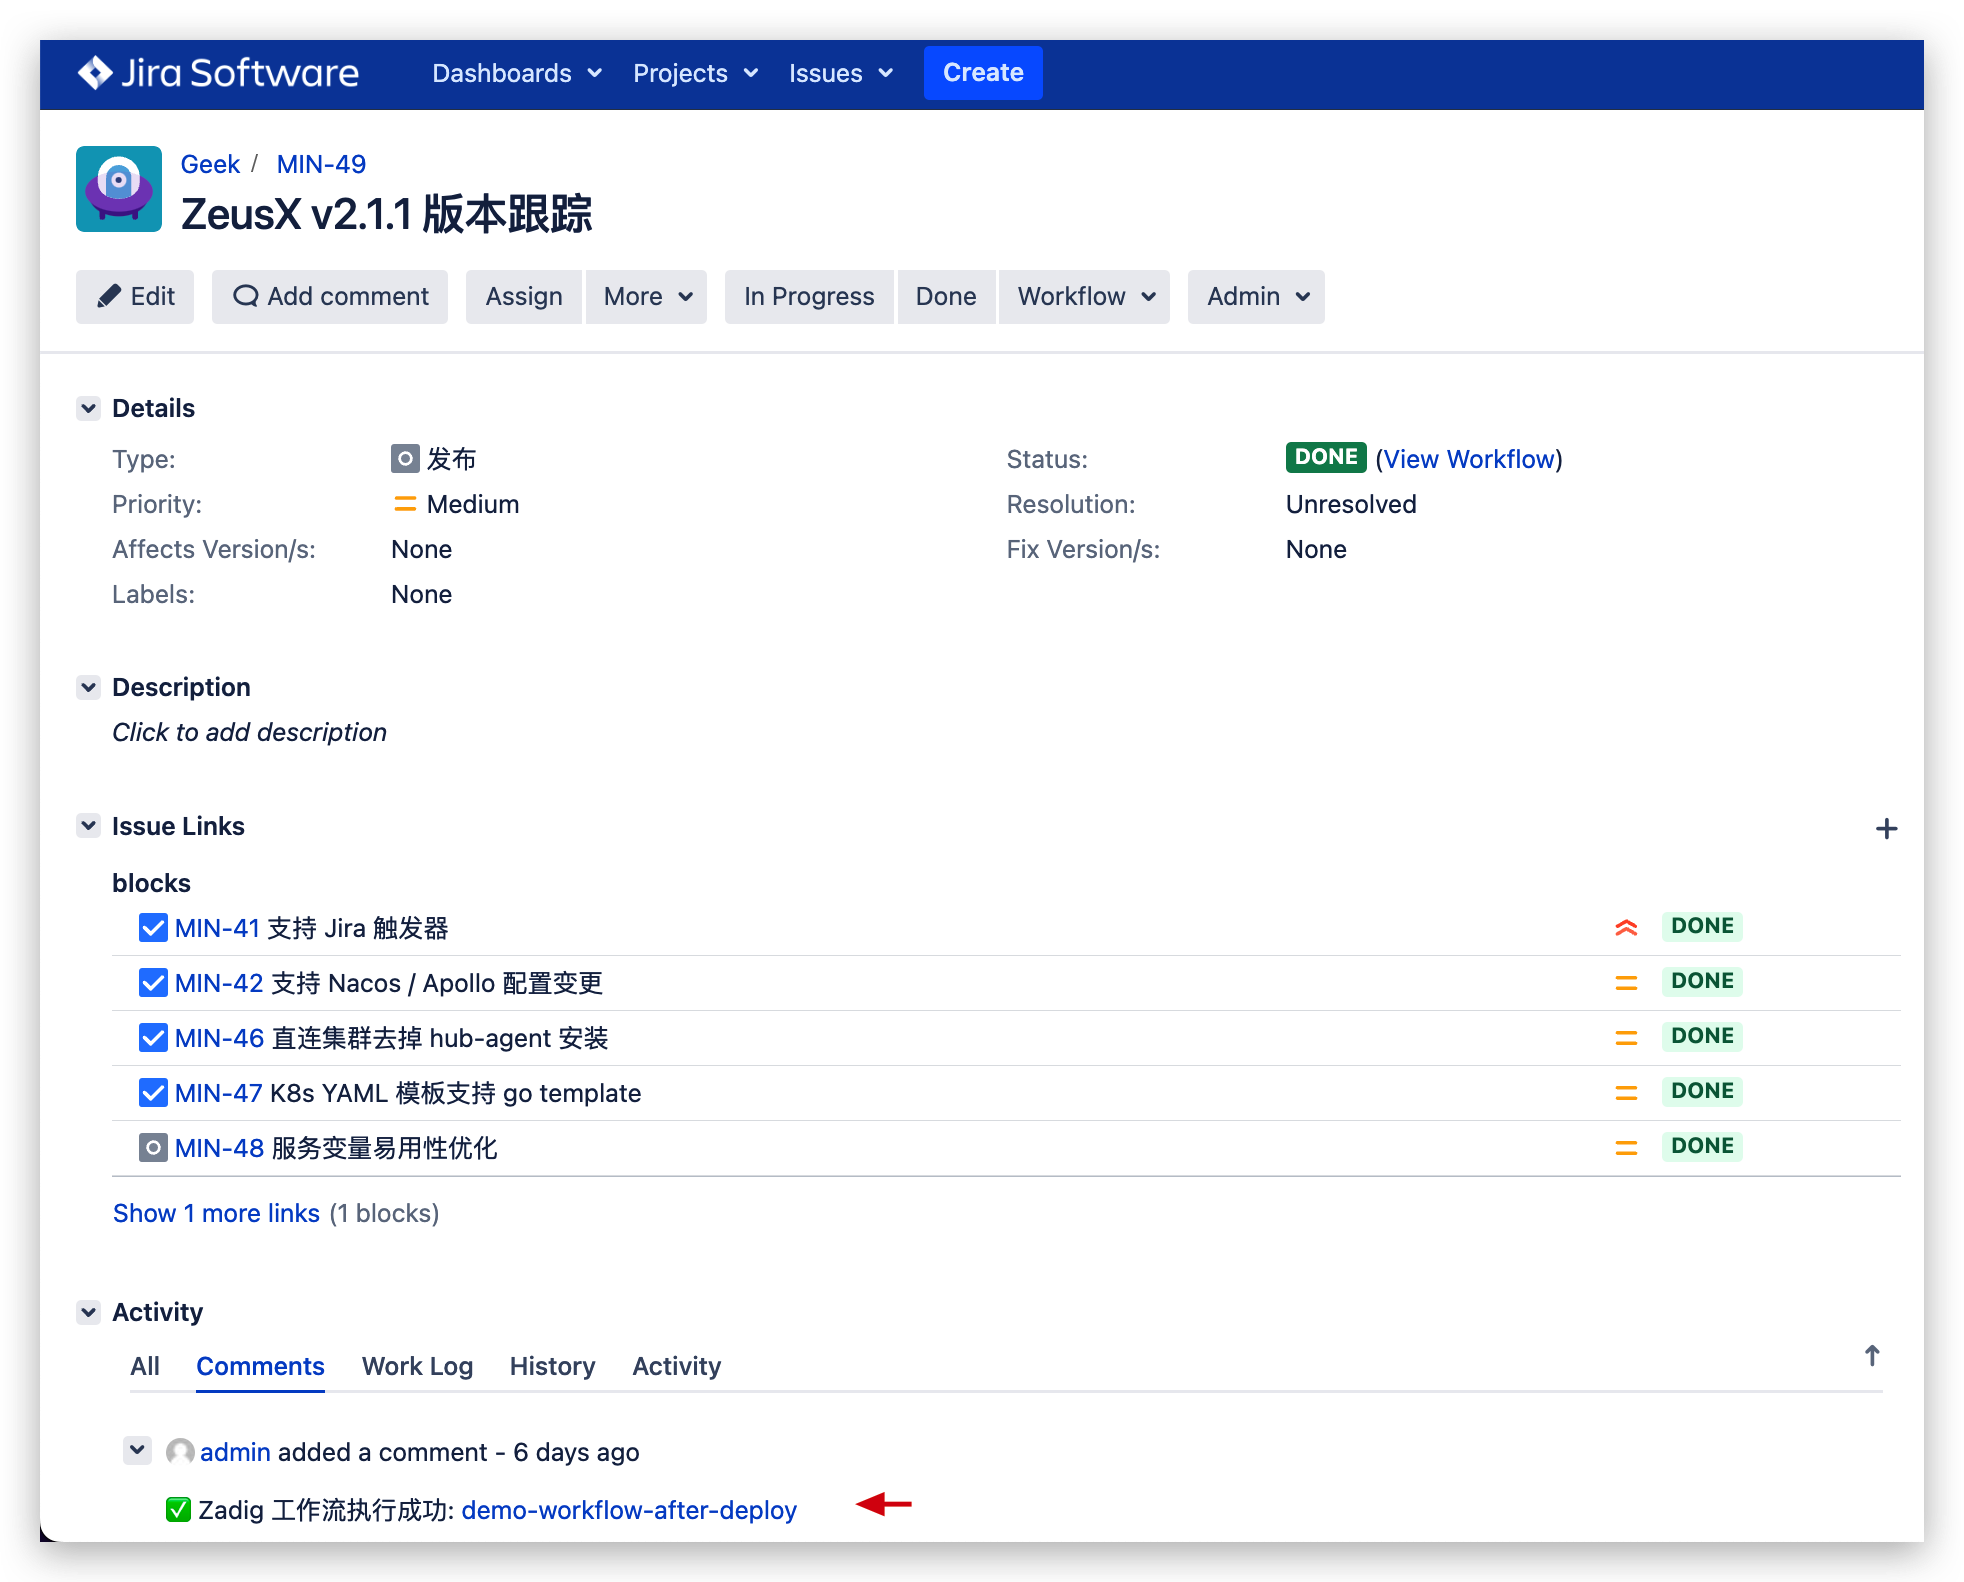 Jira Software Dashboards Projects Issues Create
Geek / MIN-49
ZeusX v2.1.1 版本跟踪
Edit Add comment Assign More In Progress Done Workflow Admin
Details
Type: 发布 Status: DONE (View Workflow)
Priority: Medium Resolution: Unresolved
Affects Version/s: None Fix Version/s: None
Labels: None
Description
Click to add description
Issue Links
blocks
MIN-41 支持 Jira 触发器 DONE
MIN-42 支持 Nacos / Apollo 配置变更 DONE
MIN-46 直连集群去掉 hub-agent 安装 DONE
MIN-47 K8s YAML 模板支持 go template DONE
MIN-48 服务变量易用性优化 DONE
Show 1 more links (1 blocks)
Activity
All Comments Work Log History Activity
admin added a comment - 6 days ago
Zadig 工作流执行成功: demo-workflow-after-deploy